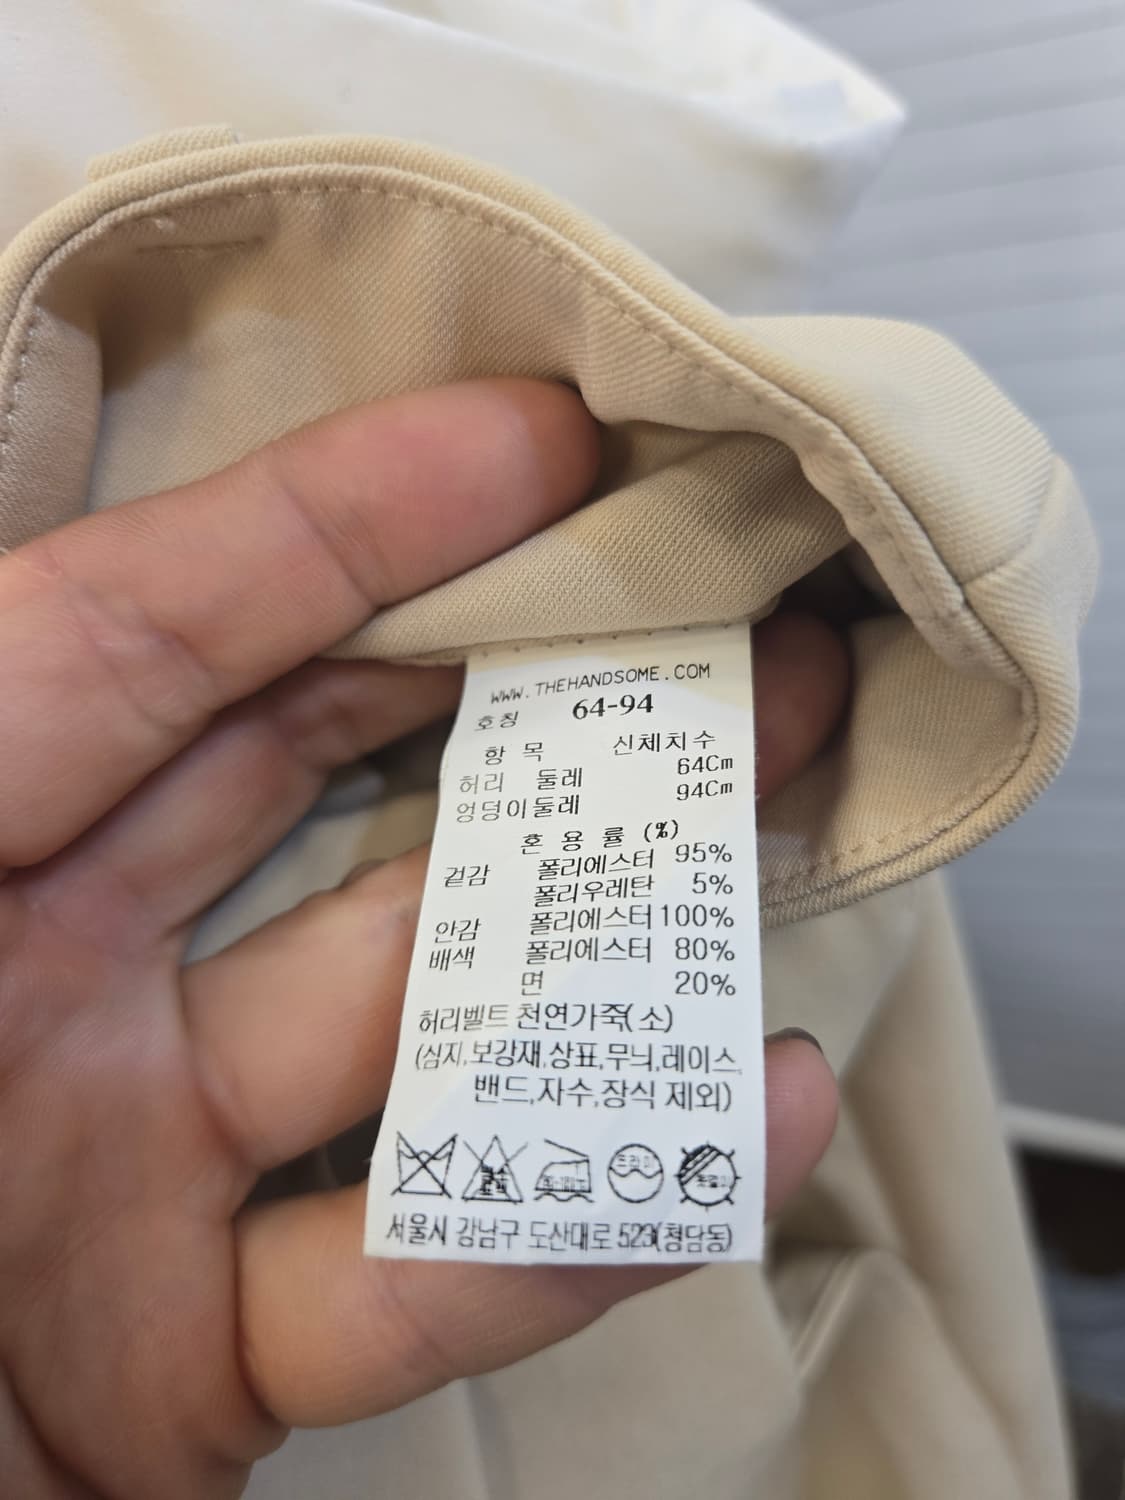 WWW.THEHANDSOME.COM
호칭 64-94
항 목 신체치수
허리 둘레 64Cm
엉덩이둘레 94Cm
혼 용 률 (%)
겉감 폴리에스터 95%
폴리우레탄 5%
안감 폴리에스터 100%
배색 폴리에스터 80%
면 20%
허리벨트 천연가죽(소)
(심지,보강재,상표,무늬,레이스,
밴드,자수,장식 제외)
드라이
서울시 강남구 도산대로 523(청담동)